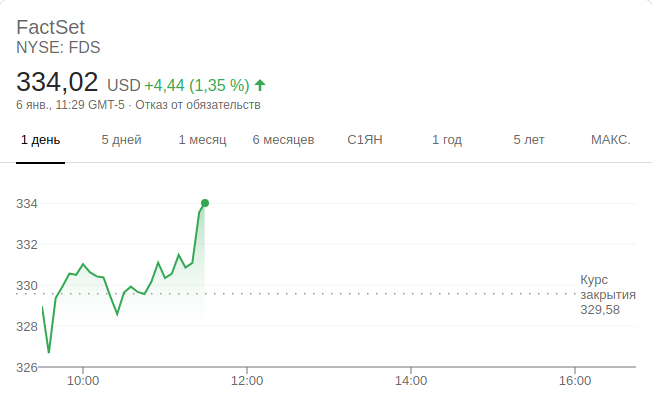 FactSet
NYSE: FDS
334,02 USD +4,44 (1,35 %)
6 янв., 11:29 GMT-5 · Отказ от обязательств
1 день 5 дней 1 месяц 6 месяцев С1ЯН 1 год 5 лет МАКС.
334
332
330
328
326
Курс
закрытия
329,58
10:00 12:00 14:00 16:00